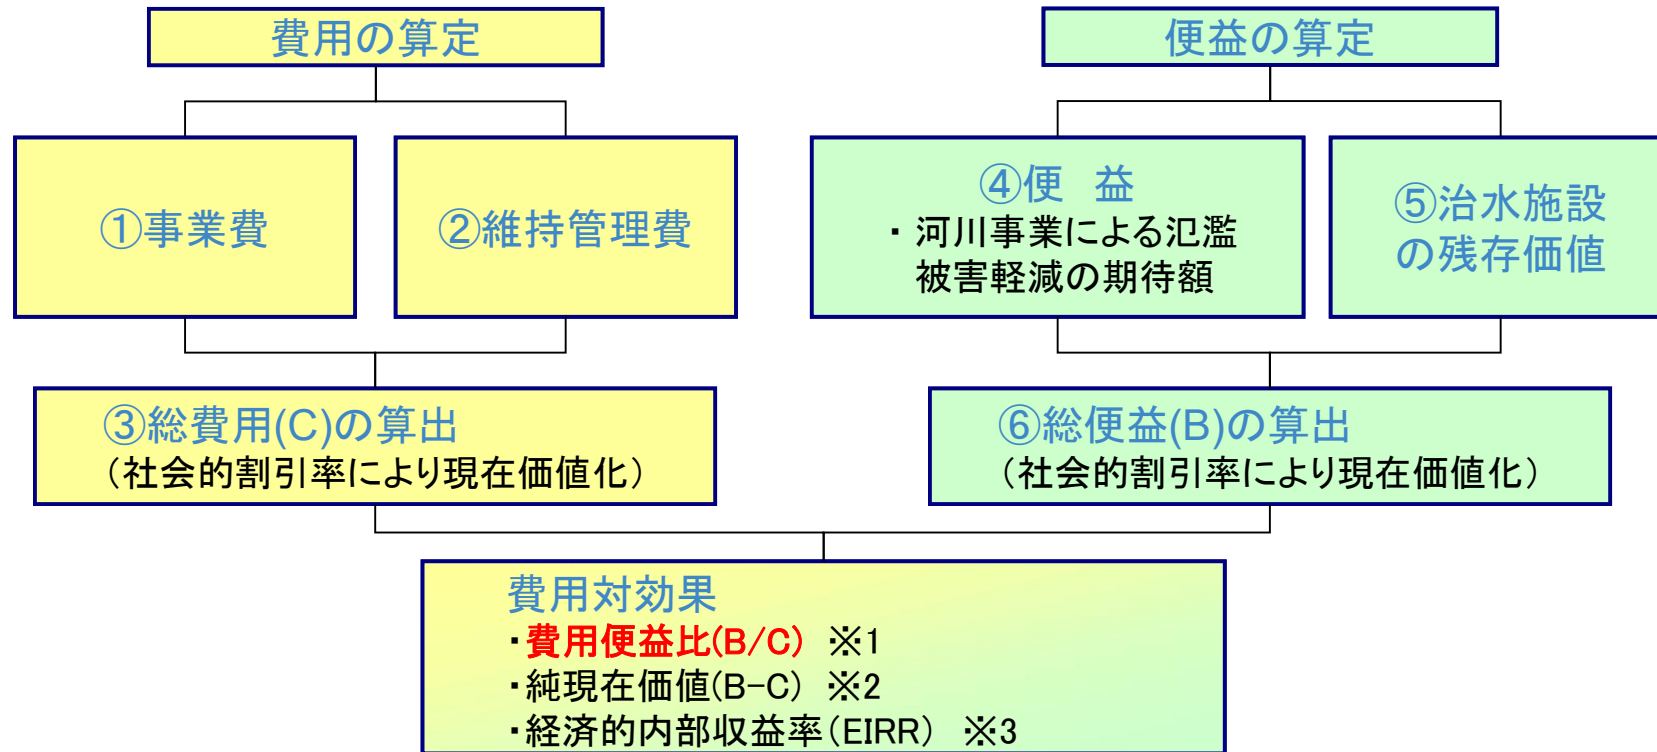 費用の算定
便益の算定
①事業費
②維持管理費
④便　益
・河川事業による氾濫
被害軽減の期待額
⑤治水施設
の残存価値
③総費用(C)の算出
（社会的割引率により現在価値化）
⑥総便益(B)の算出
（社会的割引率により現在価値化）
費用対効果
・費用便益比(B/C) ※1
・純現在価値(B-C) ※2
・経済的内部収益率（EIRR） ※3